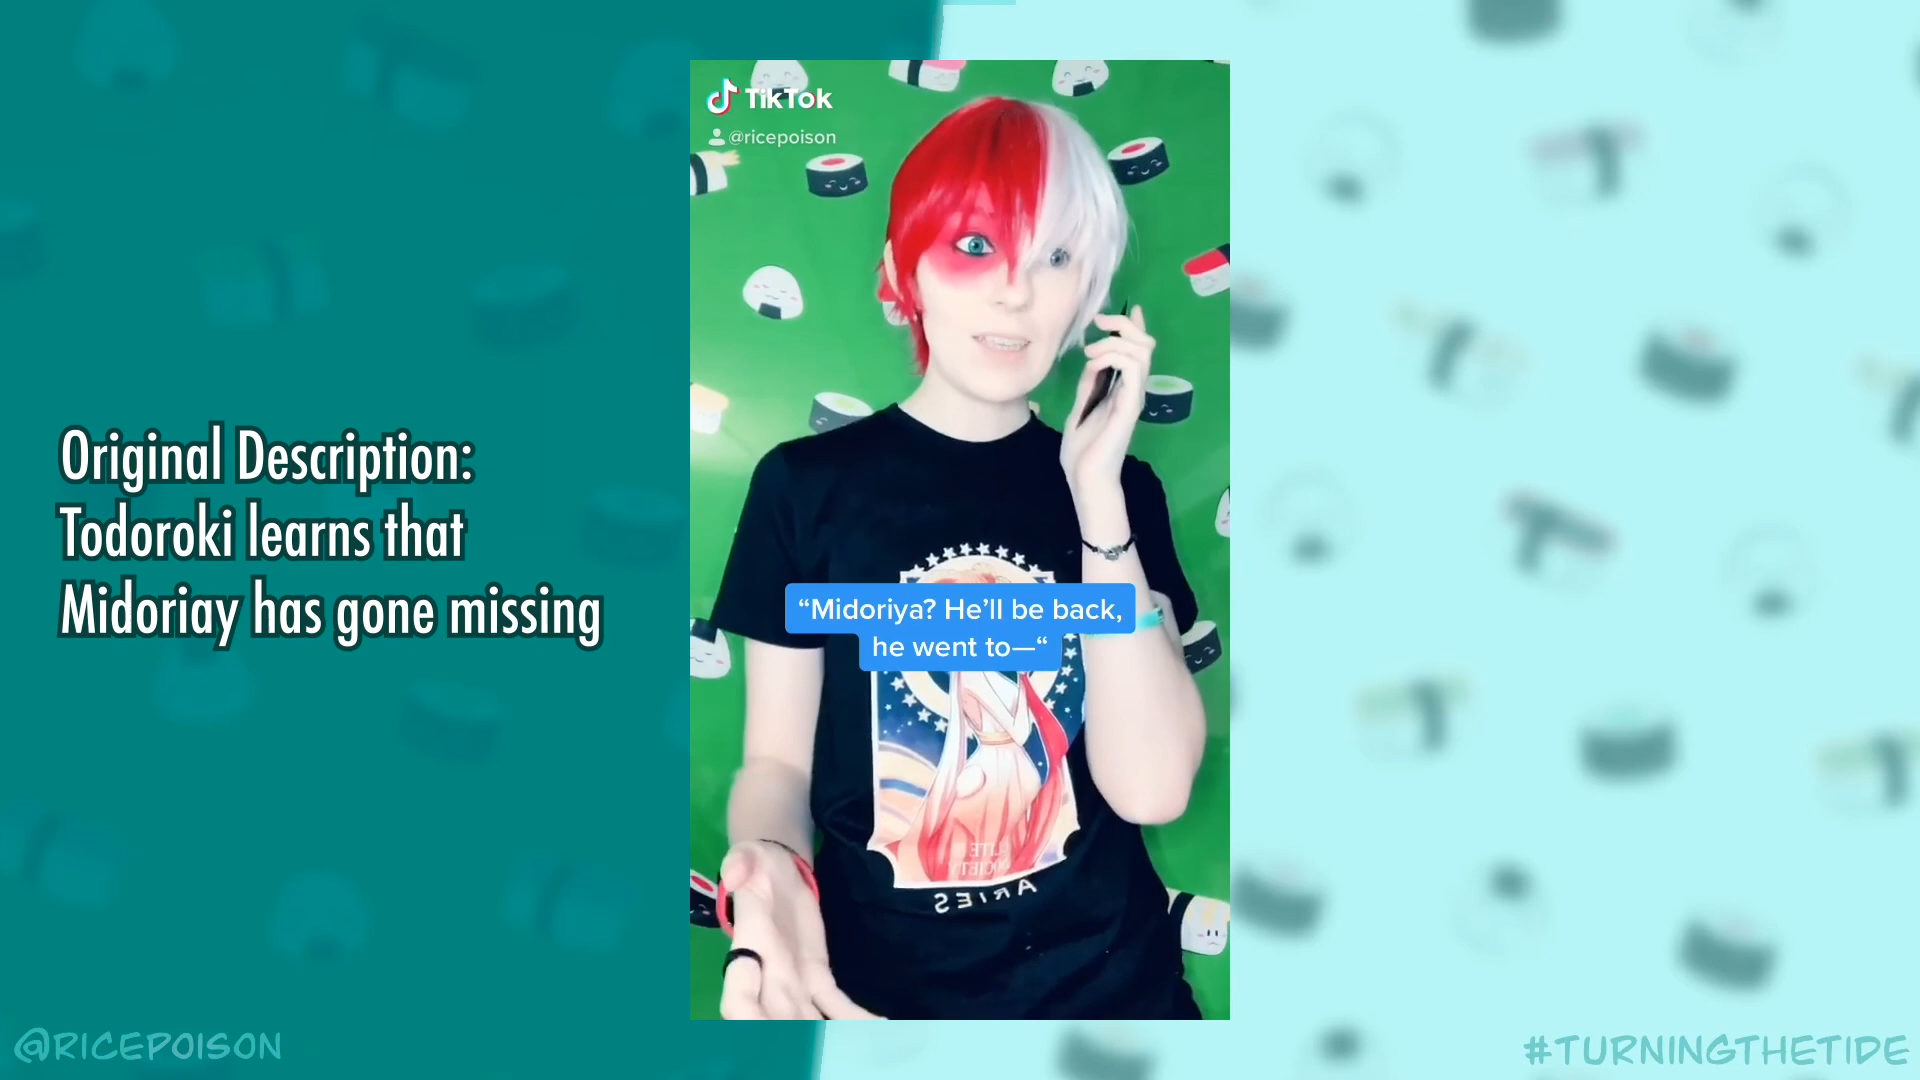 TikTok
@ricepoison
Original Description:
Todoroki learns that
Midoriay has gone missing
“Midoriya? He’ll be back,
he went to—“
ARIES
@RICEPOISON
#TURNINGTHETIDE